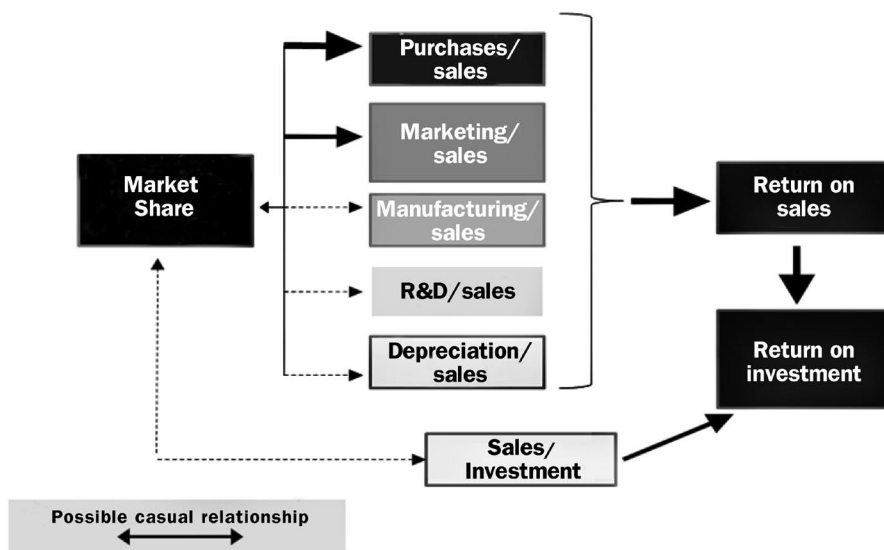 Purchases/
sales
Marketing/
sales
Market
Share
Manufacturing/
sales
Return on
sales
R&D/sales
Depreciation/
sales
Return on
investment
Sales/
Investment
Possible casual relationship